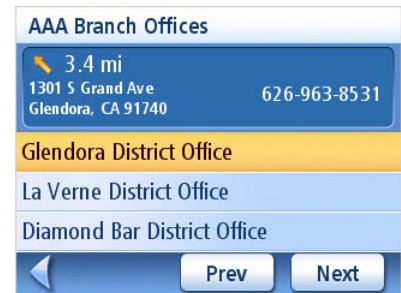 AAA Branch Offices
3.4 mi
1301 S Grand Ave
Glendora, CA 91740
626-963-8531
Glendora District Office
La Verne District Office
Diamond Bar District Office
Prev Next